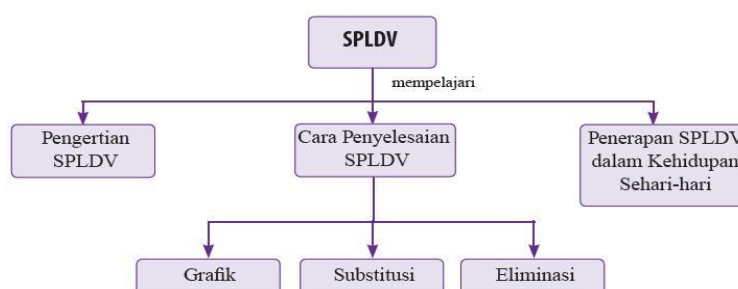 SPLDV
mempelajari
Pengertian
SPLDV
Cara Penyelesaian
SPLDV
Penerapan SPLDV
dalam Kehidupan
Sehari-hari
Grafik
Substitusi
Eliminasi